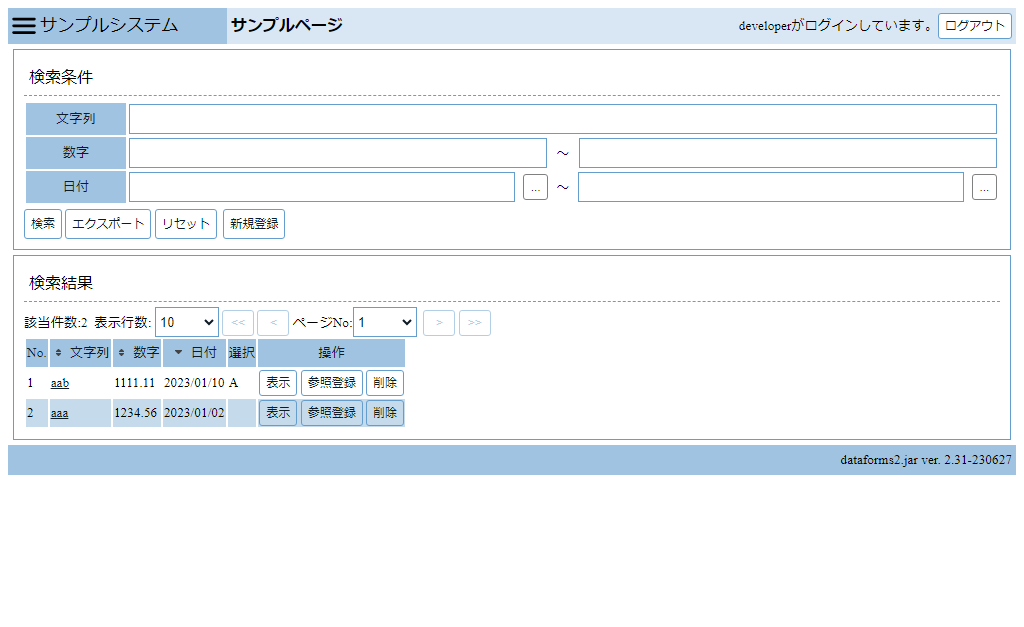 サンプルシステム サンプルページ developerがログインしています。 ログアウト
検索条件
文字列
数字 ～
日付 ... ～ ...
検索 エクスポート リセット 新規登録
検索結果
該当件数:2 表示行数: 10 << < ページNo: 1 > >>
No. 文字列 数字 日付 選択 操作
1 aab 1111.11 2023/01/10 A 表示 参照登録 削除
2 aaa 1234.56 2023/01/02 表示 参照登録 削除
dataforms2.jar ver. 2.31-230627